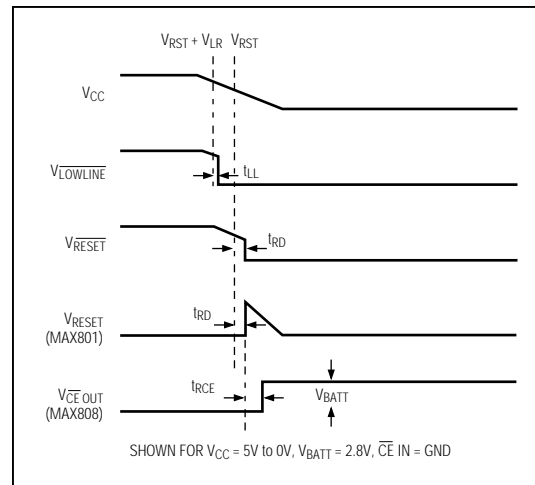 VRST + VLR VRST
VCC
VLOWLINE
tLL
VRESET
tRD
VRESET
(MAX801)
tRD
VCE OUT
(MAX808)
tRCE
VBATT
SHOWN FOR VCC = 5V to 0V, VBATT = 2.8V, CE IN = GND